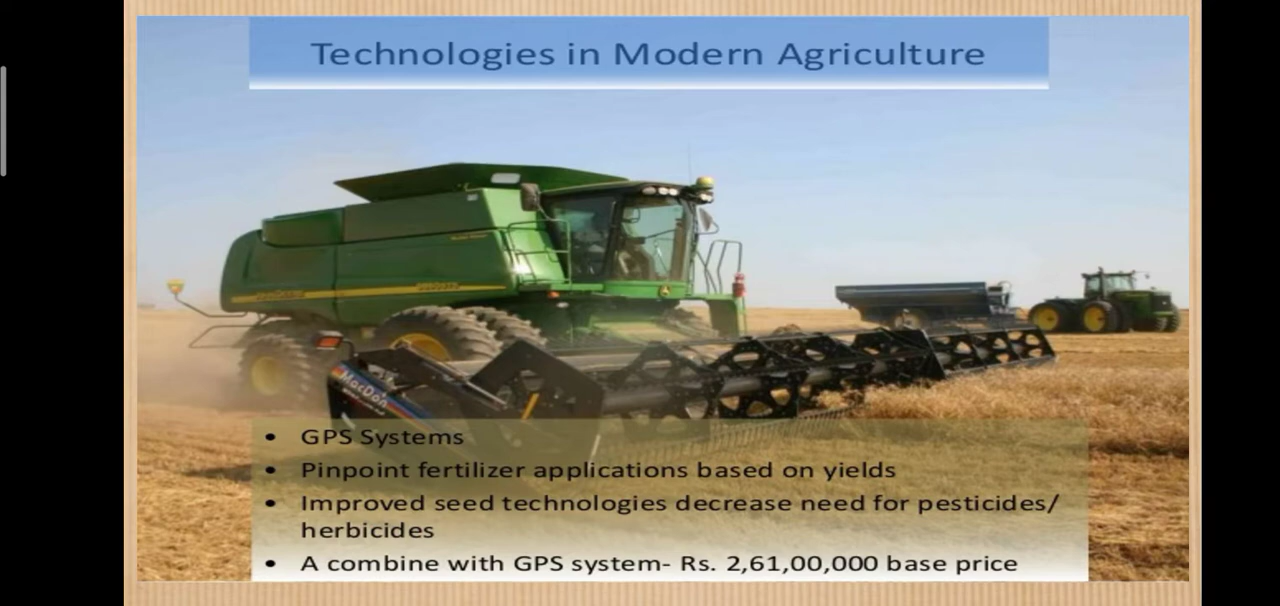 Technologies in Modern Agriculture
MacDon
• GPS Systems
• Pinpoint fertilizer applications based on yields
• Improved seed technologies decrease need for pesticides/
herbicides
• A combine with GPS system- Rs. 2,61,00,000 base price